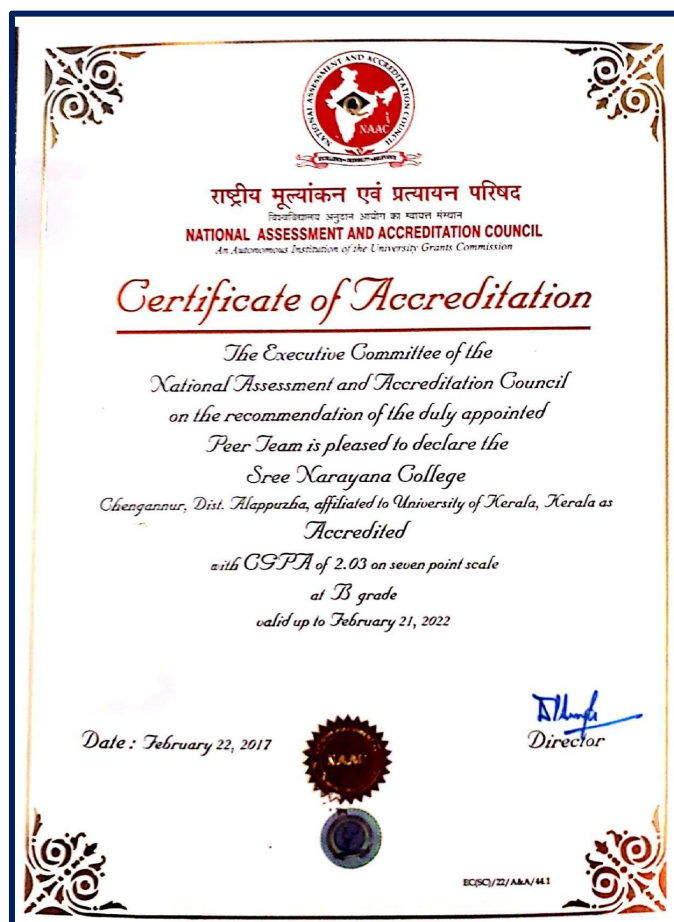 NATIONAL ASSESSMENT AND ACCREDITATION COUNCIL
NAAC
EXCELLENCE • CREDIBILITY • RELEVANCE
राष्ट्रीय मूल्यांकन एवं प्रत्यायन परिषद
विश्वविद्यालय अनुदान आयोग का स्वायत्त संस्थान
NATIONAL ASSESSMENT AND ACCREDITATION COUNCIL
An Autonomous Institution of the University Grants Commission
Certificate of Accreditation
The Executive Committee of the
National Assessment and Accreditation Council
on the recommendation of the duly appointed
Peer Team is pleased to declare the
Sree Narayana College
Chengannur, Dist. Alappuzha, affiliated to University of Kerala, Kerala as
Accredited
with CGPA of 2.03 on seven point scale
at B grade
valid up to February 21, 2022
Date : February 22, 2017
NAAC
Director
EC(SC)/22/A&A/44.1